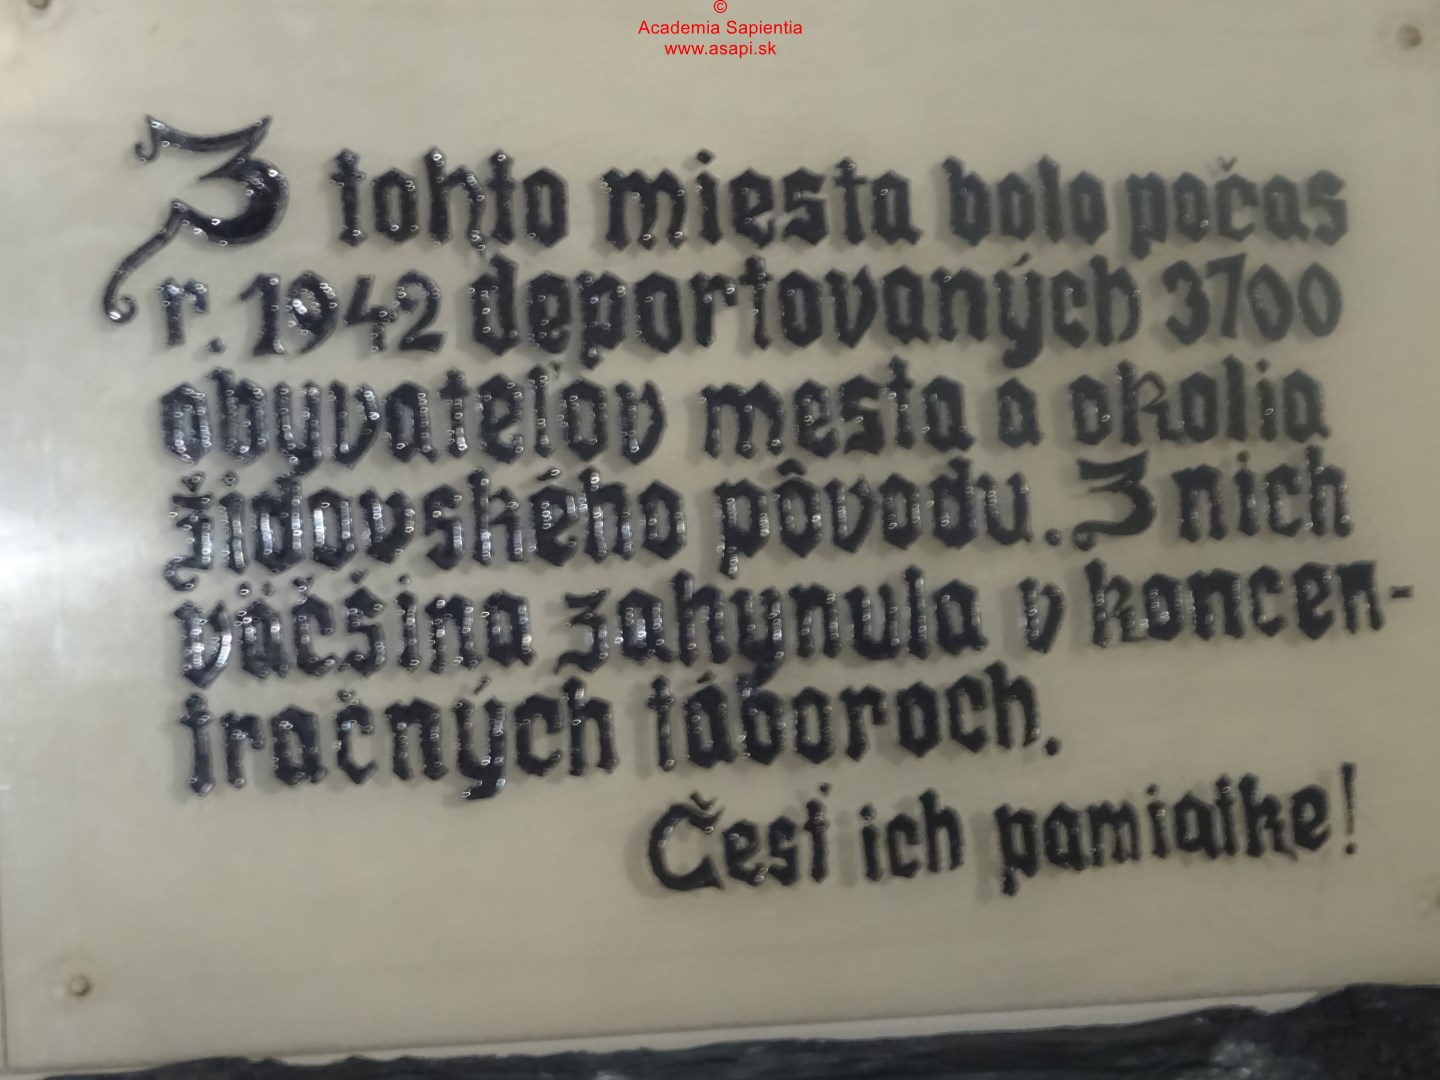 ©
Academia Sapientia
www.asapi.sk
Z tohto miesta bolo počas
r. 1942 deportovaných 3700
obyvateľov mesta a okolia
židovského pôvodu. Z nich
väčšina zahynula v koncen-
tračných táboroch.
Česť ich pamiatke!